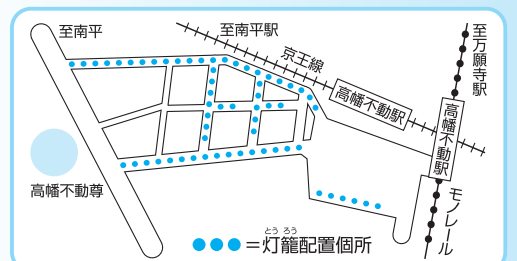 至南平
至南平駅
京王線
高幡不動駅
至万願寺駅
高幡不動駅
モノレール
高幡不動尊
とうろう
●●●=灯籠配置個所